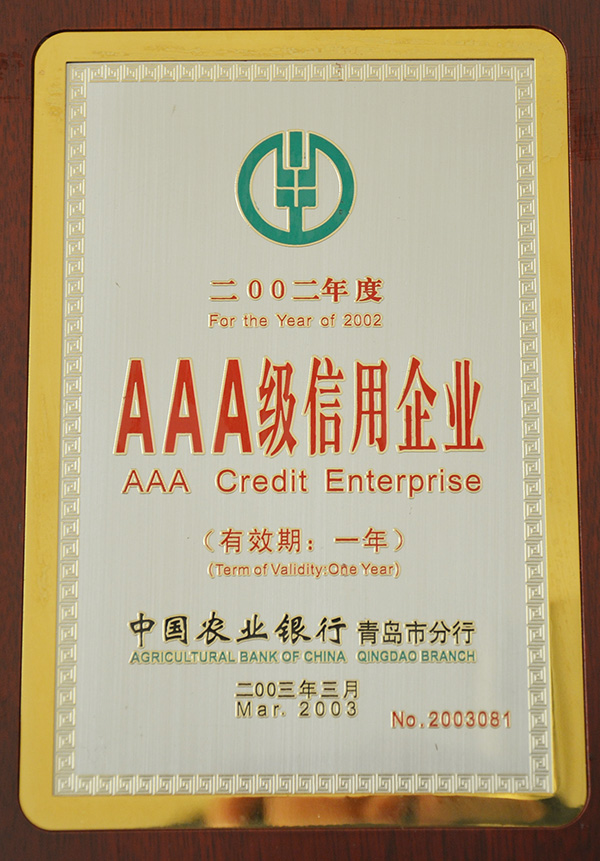 二00二年度
For the Year of 2002
AAA级信用企业
AAA Credit Enterprise
（有效期：一年）
(Term of Validity:One Year)
中国农业银行 青岛市分行
AGRICULTURAL BANK OF CHINA QINGDAO BRANCH
二00三年三月
Mar. 2003
No.2003081